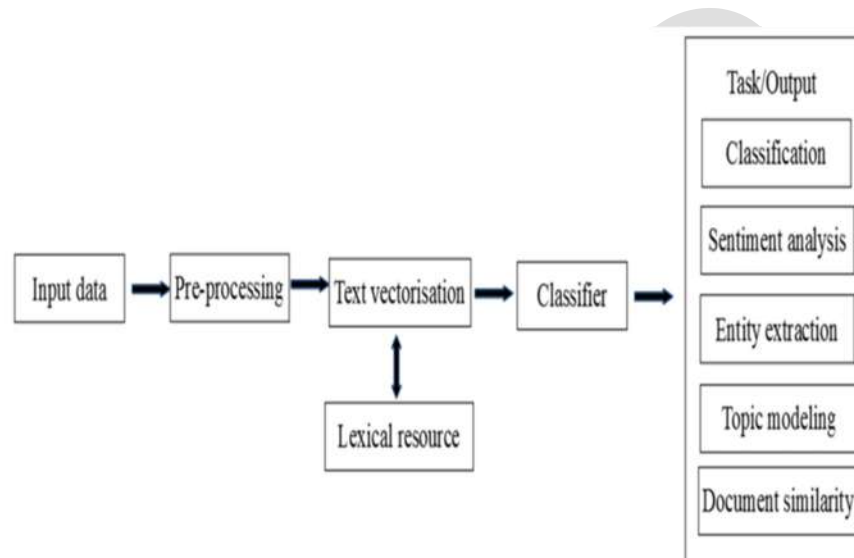 Input data
Pre-processing
Text vectorisation
Lexical resource
Classifier
Task/Output
Classification
Sentiment analysis
Entity extraction
Topic modeling
Document similarity